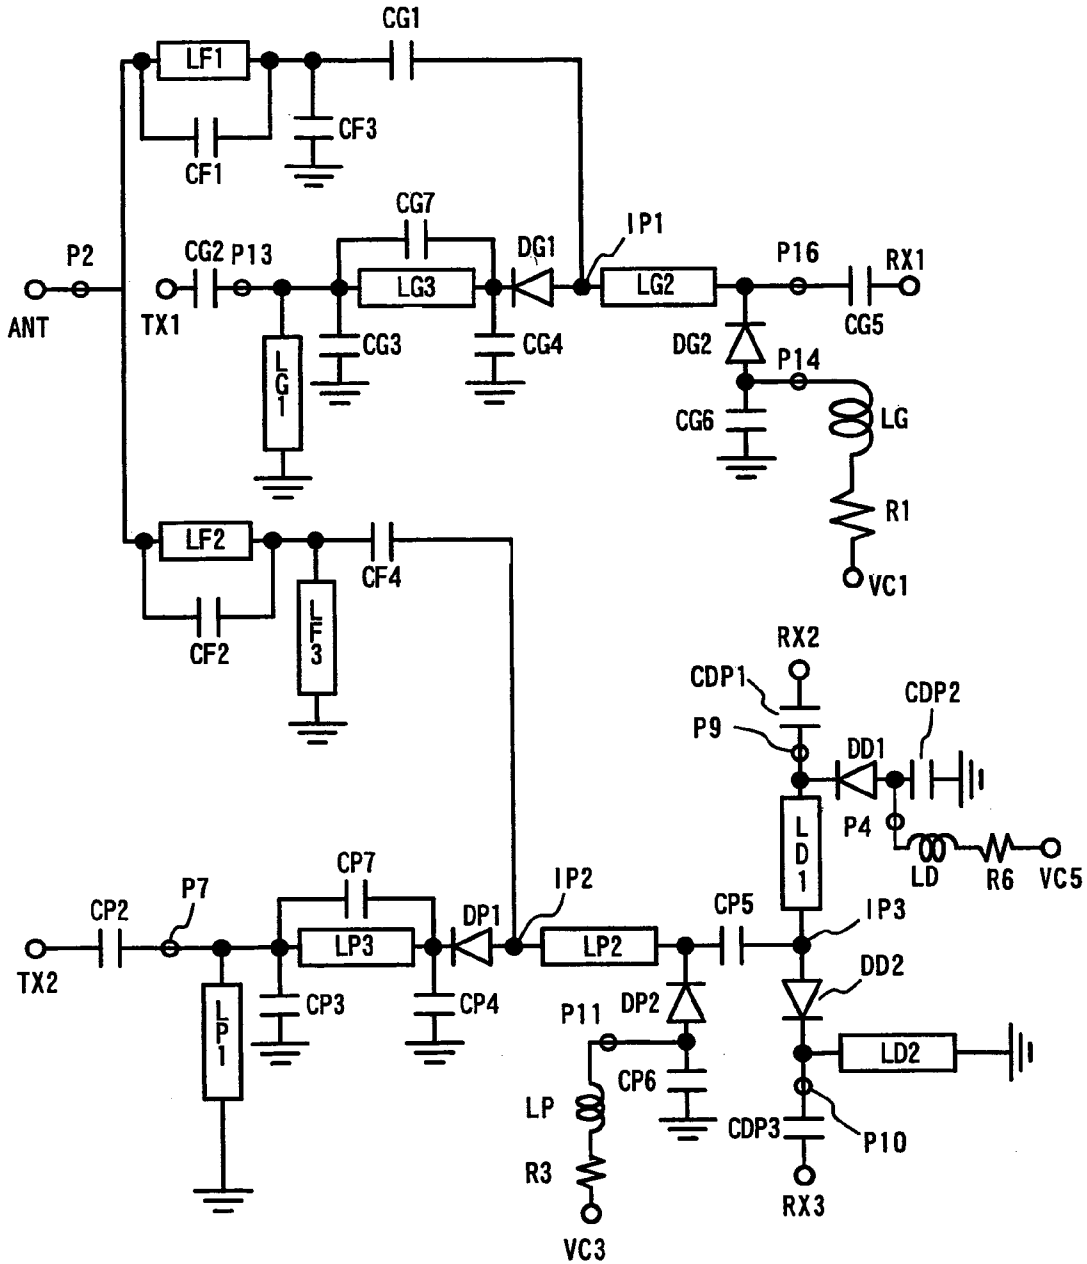 CG1
LF1
CF3
CF1
CG7
IP1
P2
CG2
P13
DG1
P16
RX1
LG3
LG2
ANT
TX1
CG5
LG1
CG3
CG4
DG2
P14
CG6
LG
R1
LF2
CF4
VC1
LF3
CF2
RX2
CDP1
CDP2
P9
DD1
LD1
P4
LD
R6
VC5
CP7
IP2
P7
CP2
DP1
CP5
IP3
LP3
LP2
DD2
TX2
LP1
CP3
CP4
DP2
P11
LD2
CP6
LP
CDP3
P10
R3
RX3
VC3